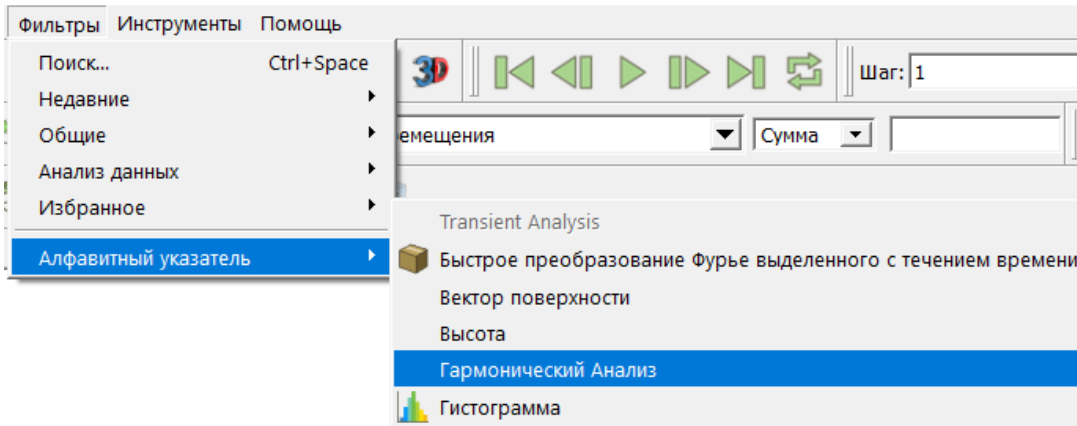 Фильтры Инструменты Помощь
Поиск... Ctrl+Space
Недавние
Общие
Анализ данных
Избранное
Алфавитный указатель
3D
Шаг: 1
емещения Сумма
Transient Analysis
Быстрое преобразование Фурье выделенного с течением времени
Вектор поверхности
Высота
Гармонический Анализ
Гистограмма